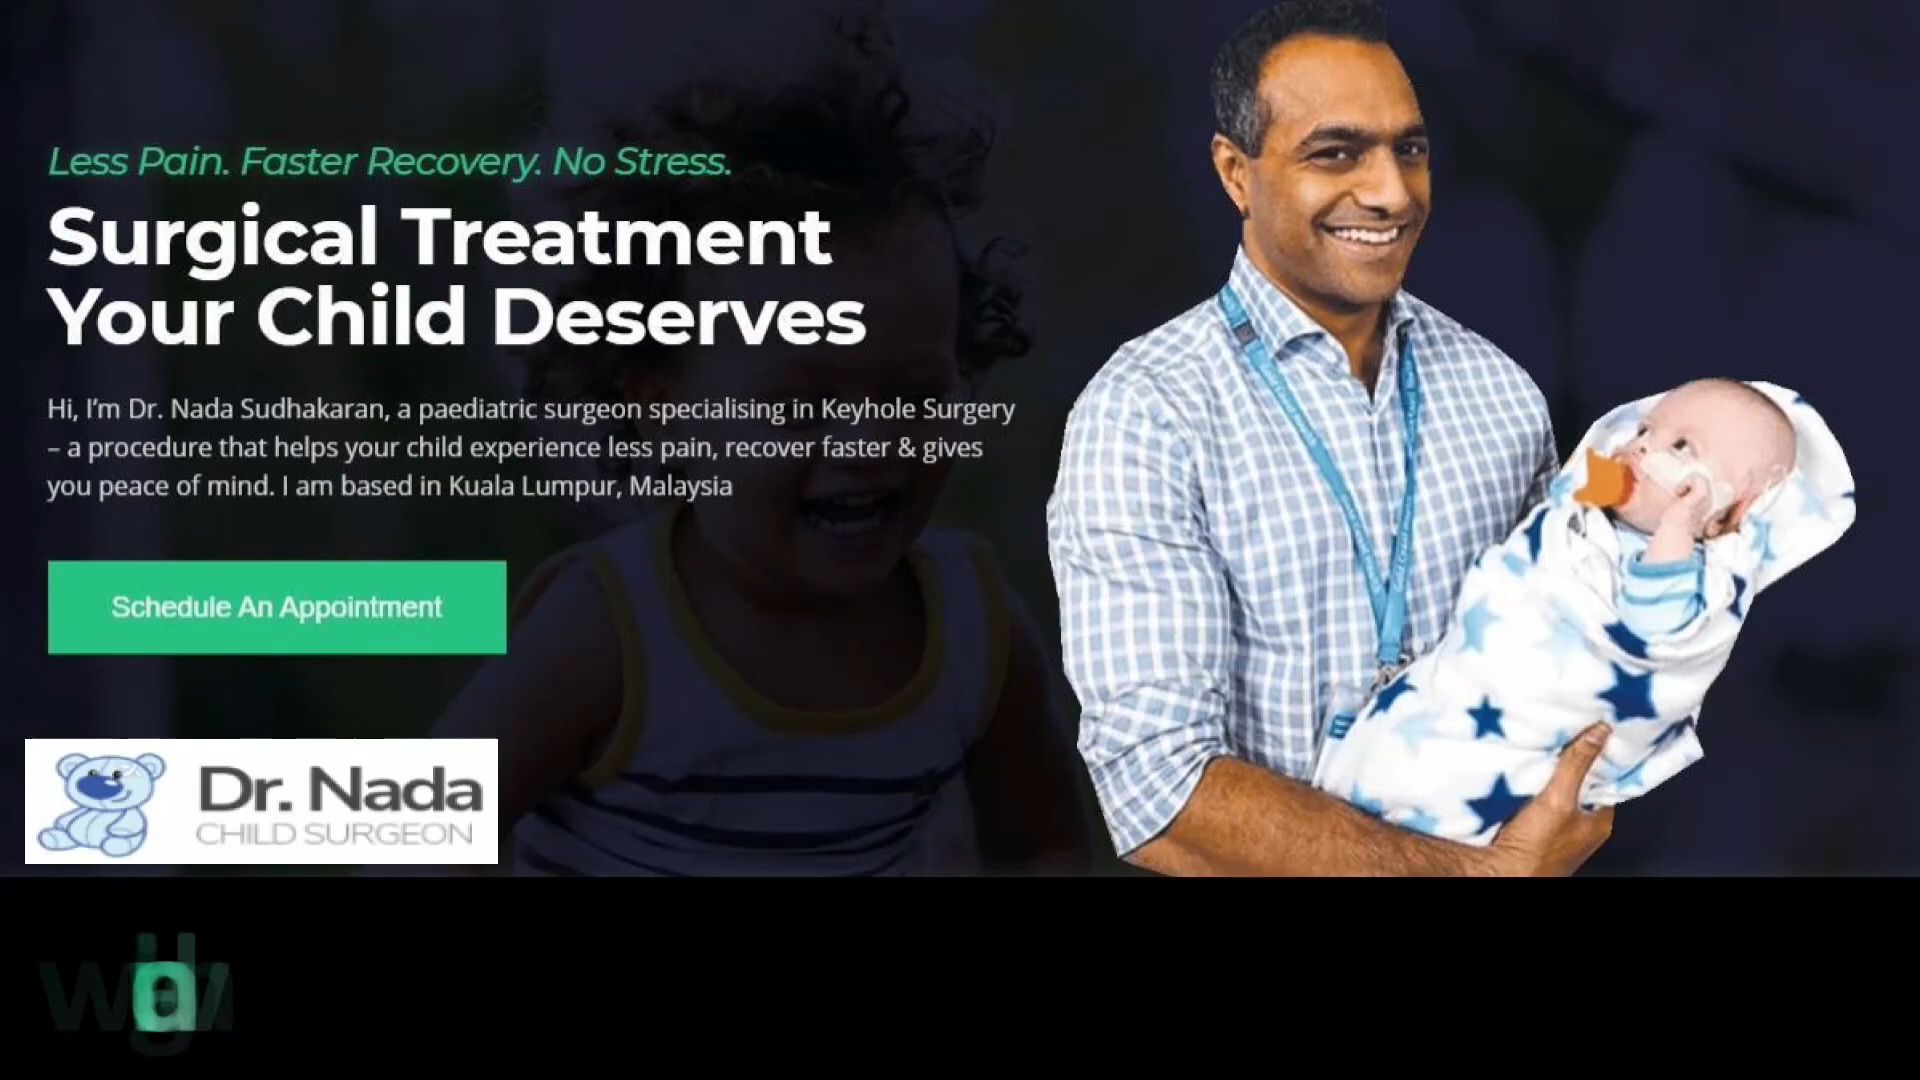 Less Pain. Faster Recovery. No Stress.
Surgical Treatment
Your Child Deserves
Hi, I’m Dr. Nada Sudhakaran, a paediatric surgeon specialising in Keyhole Surgery
– a procedure that helps your child experience less pain, recover faster & gives
you peace of mind. I am based in Kuala Lumpur, Malaysia
Schedule An Appointment
Dr. Nada
CHILD SURGEON